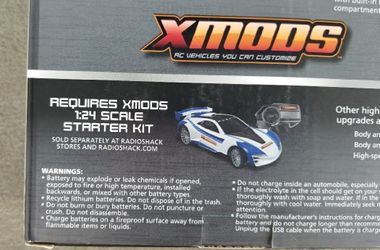 with built-in
compartment
XMODS
RC VEHICLES YOU CAN CUSTOMIZE
REQUIRES XMODS
1:24 SCALE
STARTER KIT
SOLD SEPARATELY AT RADIOSHACK
STORES AND RADIOSHACK.COM
Other high
upgrades a
Body an
Body an
High-spe
WARNINGS:
• Battery may explode or leak chemicals if opened,
exposed to fire or high temperature, installed
backwards, or mixed with other battery types.
• Recycle lithium batteries. Do not dispose of in the trash.
• Do not burn or bury batteries. Do not puncture or
crush. Do not disassemble.
• Charge batteries on a fireproof surface away from
flammable items or liquids.
• Do not charge inside an automobile, especially
• If the electrolyte in the cell should get on your
thoroughly wash with soap and water. If in the
thoroughly with cool water. Immediately seek
attention.
• Follow the manufacturer's instructions for charg
battery and do not charge longer than recomm
Unplug the USB cable when the battery is charge